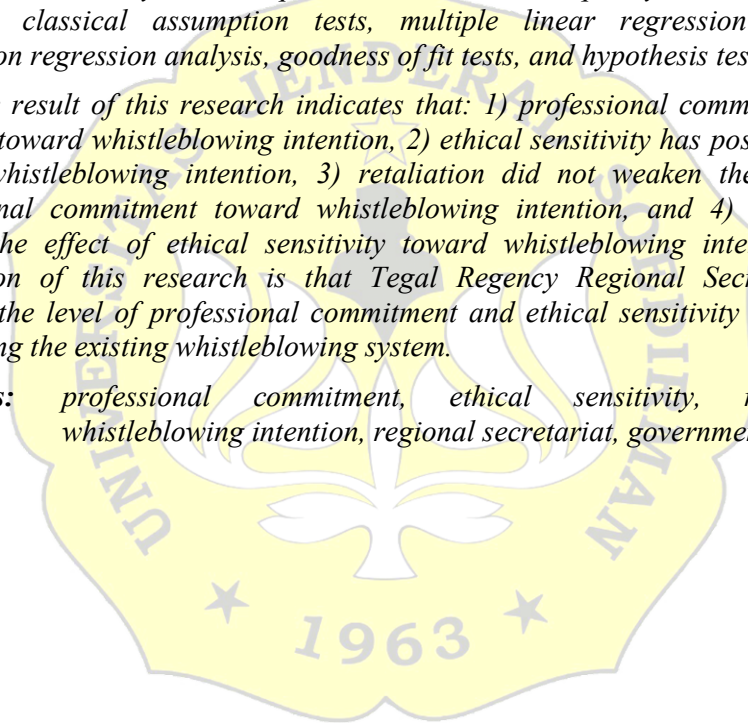 classical assumption tests, multiple linear regression
on regression analysis, goodness of fit tests, and hypothesis tes
result of this research indicates that: 1) professional comm
toward whistleblowing intention, 2) ethical sensitivity has pos
whistleblowing intention, 3) retaliation did not weaken the
nal commitment toward whistleblowing intention, and 4)
he effect of ethical sensitivity toward whistleblowing inte
on of this research is that Tegal Regency Regional Sec
the level of professional commitment and ethical sensitivity
ng the existing whistleblowing system.
s: professional commitment, ethical sensitivity,
whistleblowing intention, regional secretariat, governme
UNIVERSITAS JENDERAL SOEDIRMAN
1963